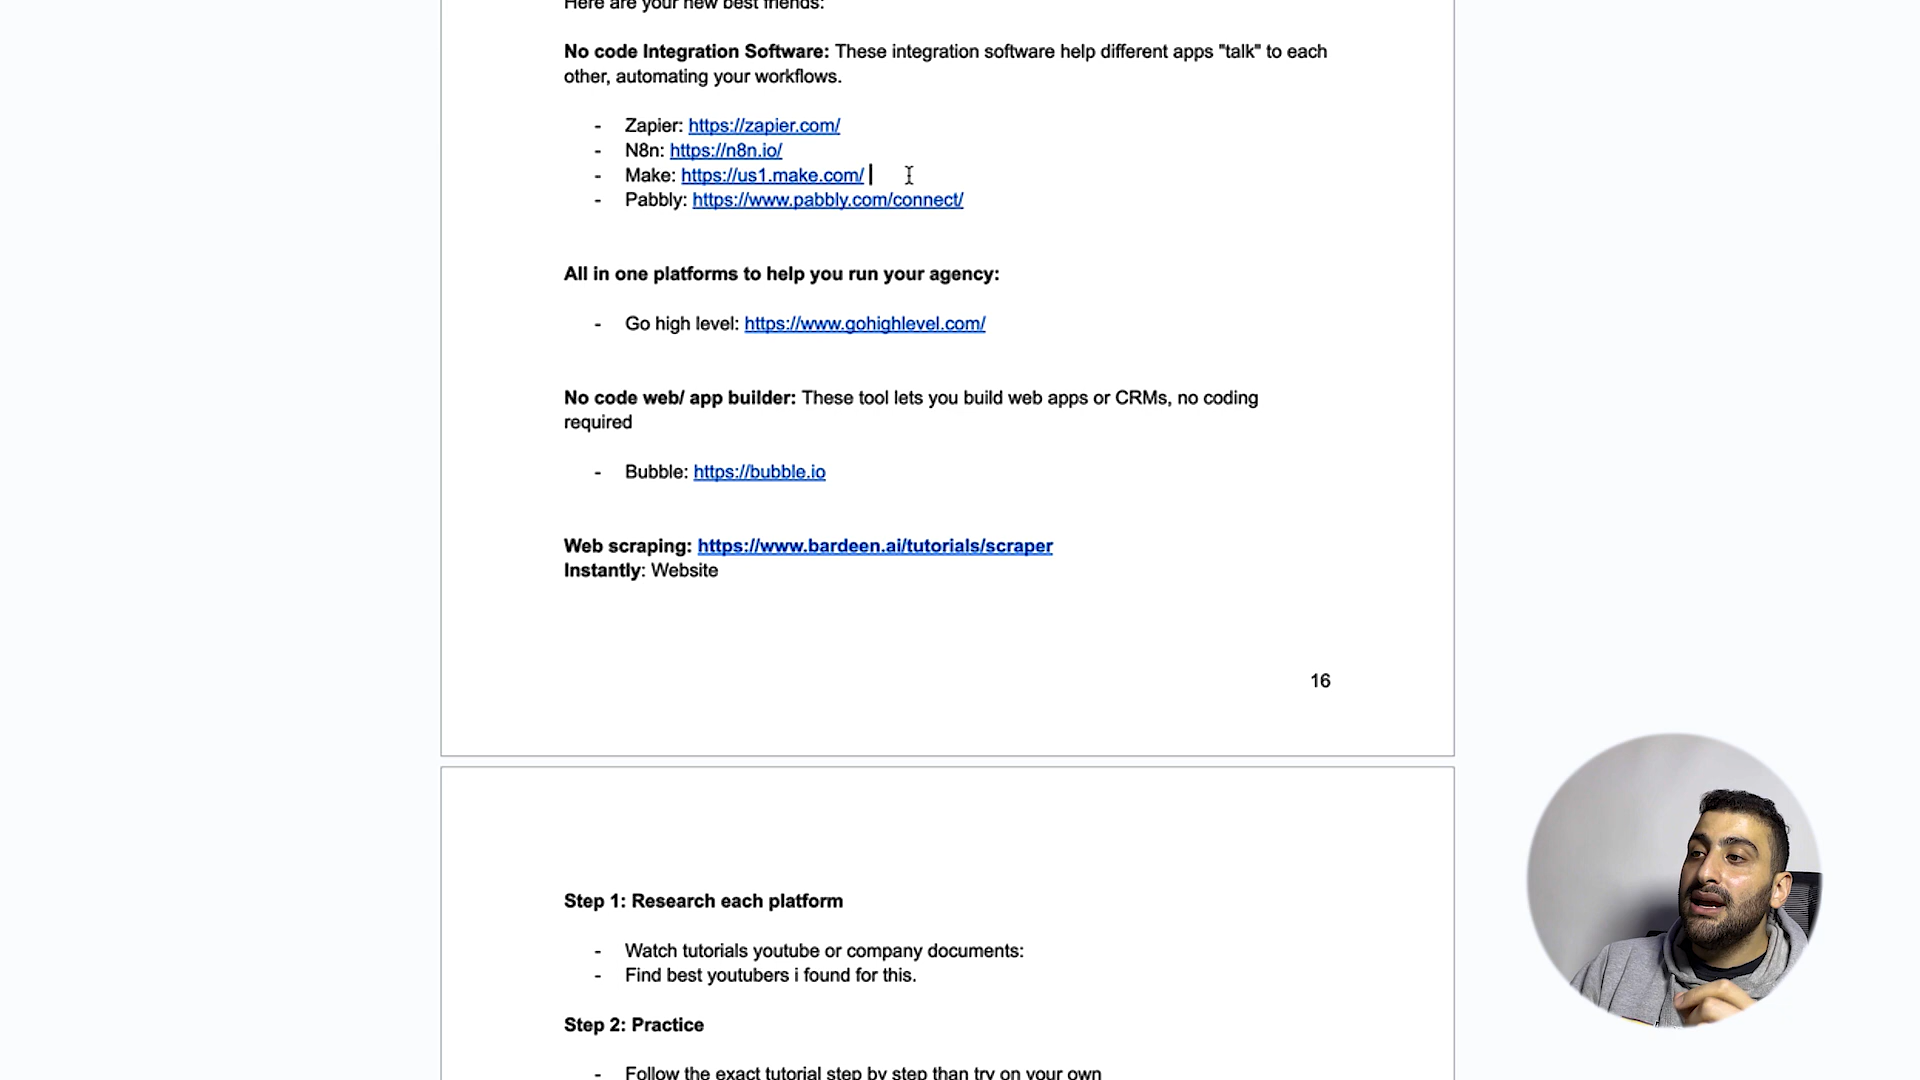 Here are your new best friends:
No code Integration Software: These integration software help different apps "talk" to each
other, automating your workflows.
- Zapier: https://zapier.com/
- N8n: https://n8n.io/
- Make: https://us1.make.com/
- Pabbly: https://www.pabbly.com/connect/
All in one platforms to help you run your agency:
- Go high level: https://www.gohighlevel.com/
No code web/ app builder: These tool lets you build web apps or CRMs, no coding
required
- Bubble: https://bubble.io
Web scraping: https://www.bardeen.ai/tutorials/scraper
Instantly: Website
16
Step 1: Research each platform
- Watch tutorials youtube or company documents:
- Find best youtubers i found for this.
Step 2: Practice
- Follow the exact tutorial step by step than try on your own